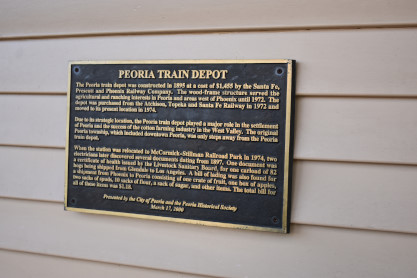 PEORIA TRAIN DEPOT
The Peoria train depot was constructed in 1895 at a cost of $1,455 by the Santa Fe,
Prescott and Phoenix Railway Company. The wood-frame structure served the
agricultural and ranching interests in Peoria and areas west of Phoenix until 1972. The
depot was purchased from the Atchison, Topeka and Santa Fe Railway in 1972 and
moved to its present location in 1974.
Due to its strategic location, the Peoria train depot played a major role in the settlement
of Peoria and the success of the cotton farming industry in the West Valley. The original
Peoria township, which included downtown Peoria, was only steps away from the Peoria
train depot.
When the station was relocated to McCormick-Stillman Railroad Park in 1974, two
electricians later discovered several documents dating from 1897. One document was
a certificate of health issued by the Livestock Sanitary Board, for one carload of 82
hogs being shipped from Glendale to Los Angeles. A bill of lading was also found for
a shipment from Phoenix to Peoria consisting of one crate of fruit, one box of apples,
two sacks of spuds, 10 sacks of flour, a sack of sugar, and other items. The total bill for
all of these items was $1.10.
Presented by the City of Peoria and the Peoria Historical Society
March 17, 2006